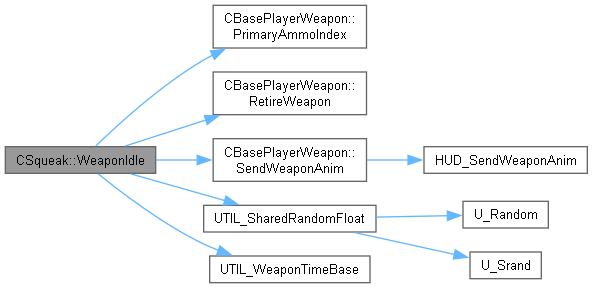 CBasePlayerWeapon::
PrimaryAmmoIndex
CBasePlayerWeapon::
RetireWeapon
CSqueak::WeaponIdle
CBasePlayerWeapon::
SendWeaponAnim
HUD_SendWeaponAnim
UTIL_SharedRandomFloat
U_Random
U_Srand
UTIL_WeaponTimeBase